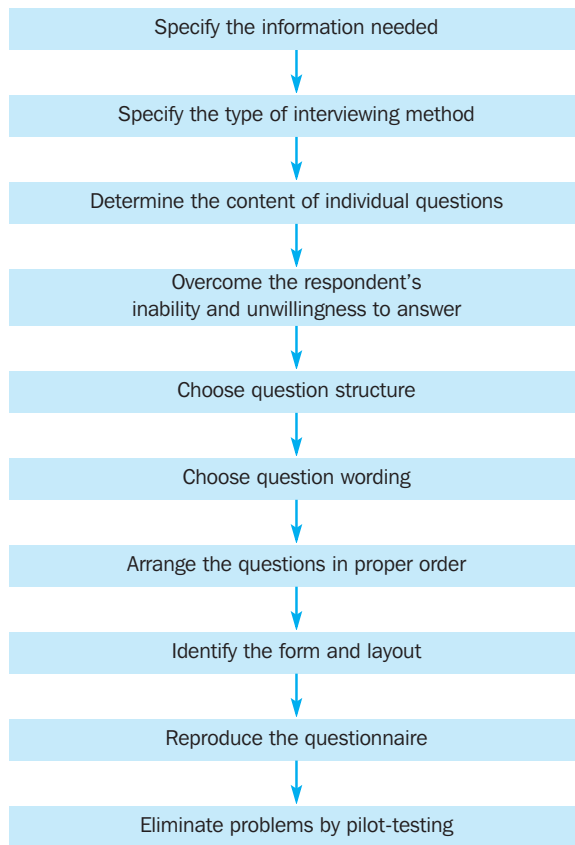 Specify the information needed
Specify the type of interviewing method
Determine the content of individual questions
Overcome the respondent’s
inability and unwillingness to answer
Choose question structure
Choose question wording
Arrange the questions in proper order
Identify the form and layout
Reproduce the questionnaire
Eliminate problems by pilot-testing